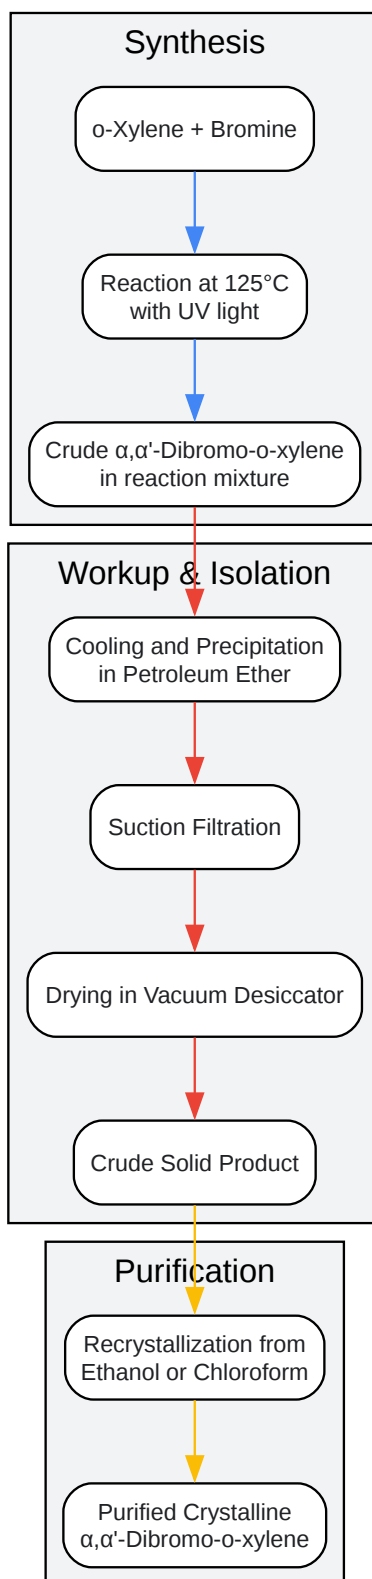 Synthesis
o-Xylene + Bromine
Reaction at 125°C
with UV light
Crude α,α'-Dibromo-o-xylene
in reaction mixture
Workup & Isolation
Cooling and Precipitation
in Petroleum Ether
Suction Filtration
Drying in Vacuum Desiccator
Crude Solid Product
Purification
Recrystallization from
Ethanol or Chloroform
Purified Crystalline
α,α'-Dibromo-o-xylene